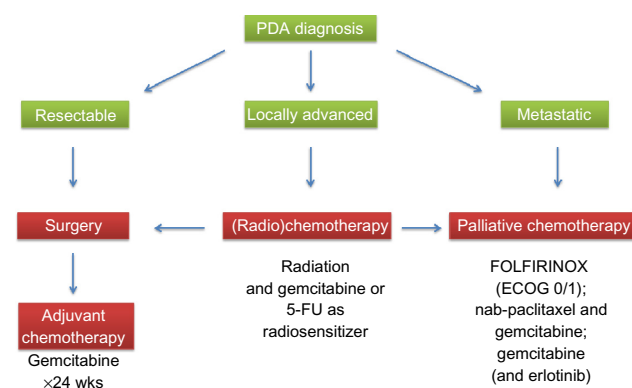 PDA diagnosis
Resectable
Locally advanced
Metastatic
Surgery
(Radio)chemotherapy
Palliative chemotherapy
Radiation
and gemcitabine or
5-FU as
radiosensitizer
FOLFIRINOX
(ECOG 0/1);
nab-paclitaxel and
gemcitabine;
gemcitabine
(and erlotinib)
Adjuvant
chemotherapy
Gemcitabine
×24 wks